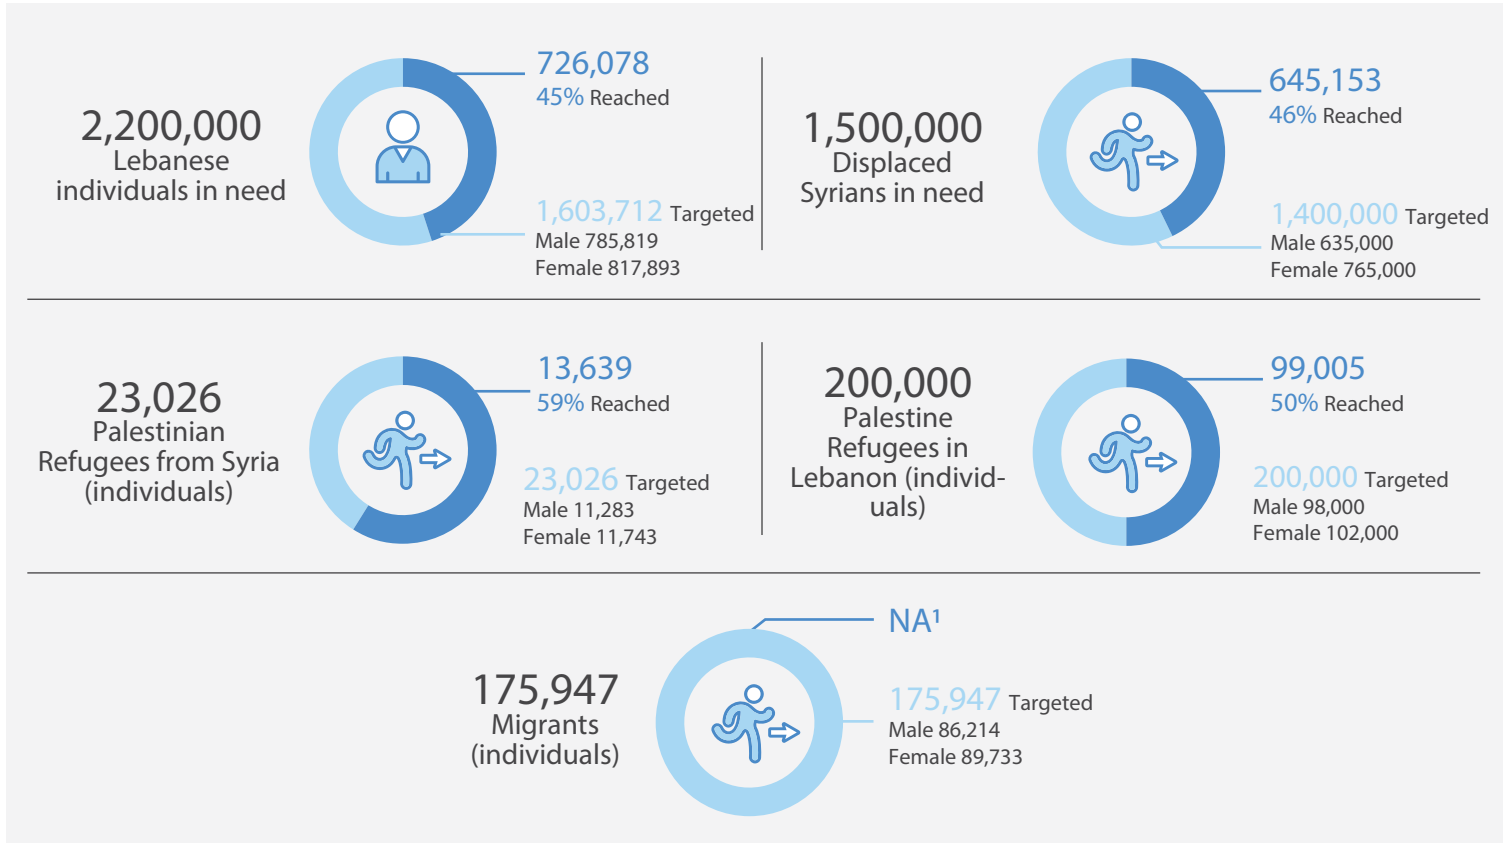 2,200,000
Lebanese
individuals in need
726,078
45% Reached
1,603,712 Targeted
Male 785,819
Female 817,893
1,500,000
Displaced
Syrians in need
645,153
46% Reached
1,400,000 Targeted
Male 635,000
Female 765,000
23,026
Palestinian
Refugees from Syria
(individuals)
13,639
59% Reached
23,026 Targeted
Male 11,283
Female 11,743
200,000
Palestine
Refugees in
Lebanon (individ-
uals)
99,005
50% Reached
200,000 Targeted
Male 98,000
Female 102,000
175,947
Migrants
(individuals)
NA¹
175,947 Targeted
Male 86,214
Female 89,733